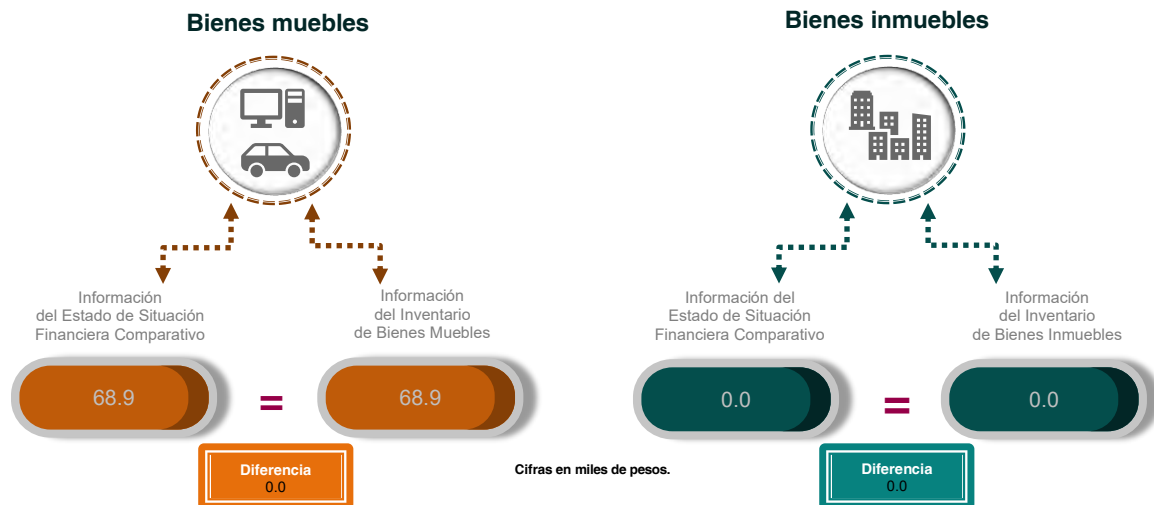 Bienes muebles
Información
del Estado de Situación
Financiera Comparativo
Información
del Inventario
de Bienes Muebles
68.9
=
68.9
Diferencia
0.0
Bienes inmuebles
Información del
Estado de Situación
Financiera Comparativo
Información
del Inventario
de Bienes Inmuebles
0.0
=
0.0
Diferencia
0.0
Cifras en miles de pesos.